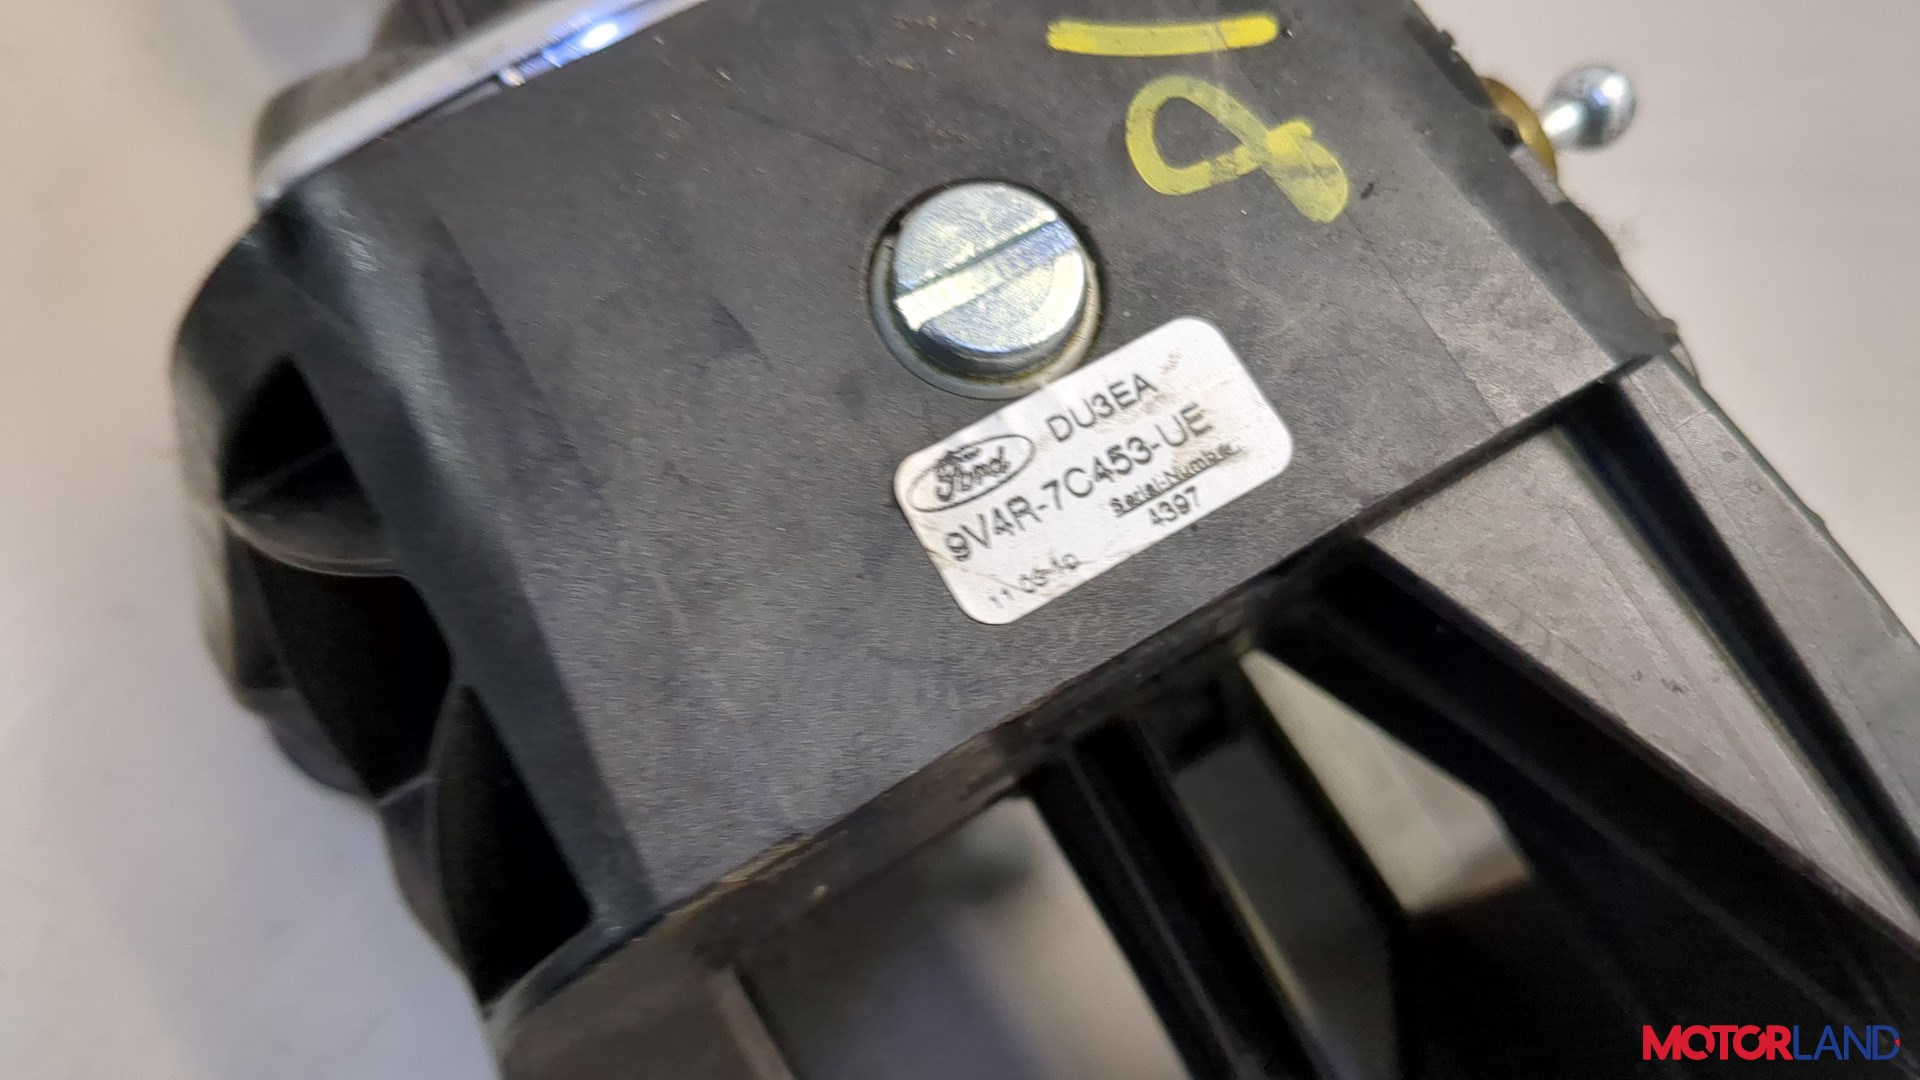 Ford DU3EA
9V4R-7C453-UE
Serial-Number
4397
MOTORLAND